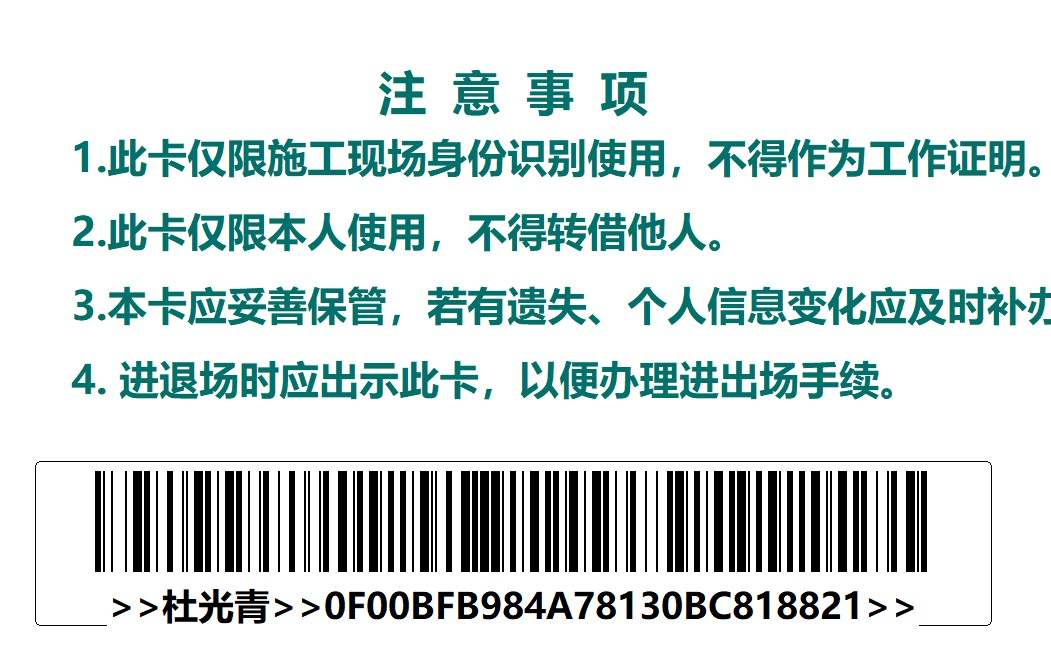 注 意 事 项
1.此卡仅限施工现场身份识别使用，不得作为工作证明。
2.此卡仅限本人使用，不得转借他人。
3.本卡应妥善保管，若有遗失、个人信息变化应及时补办
4. 进退场时应出示此卡，以便办理进出场手续。
>>杜光青>>0F00BFB984A78130BC818821>>